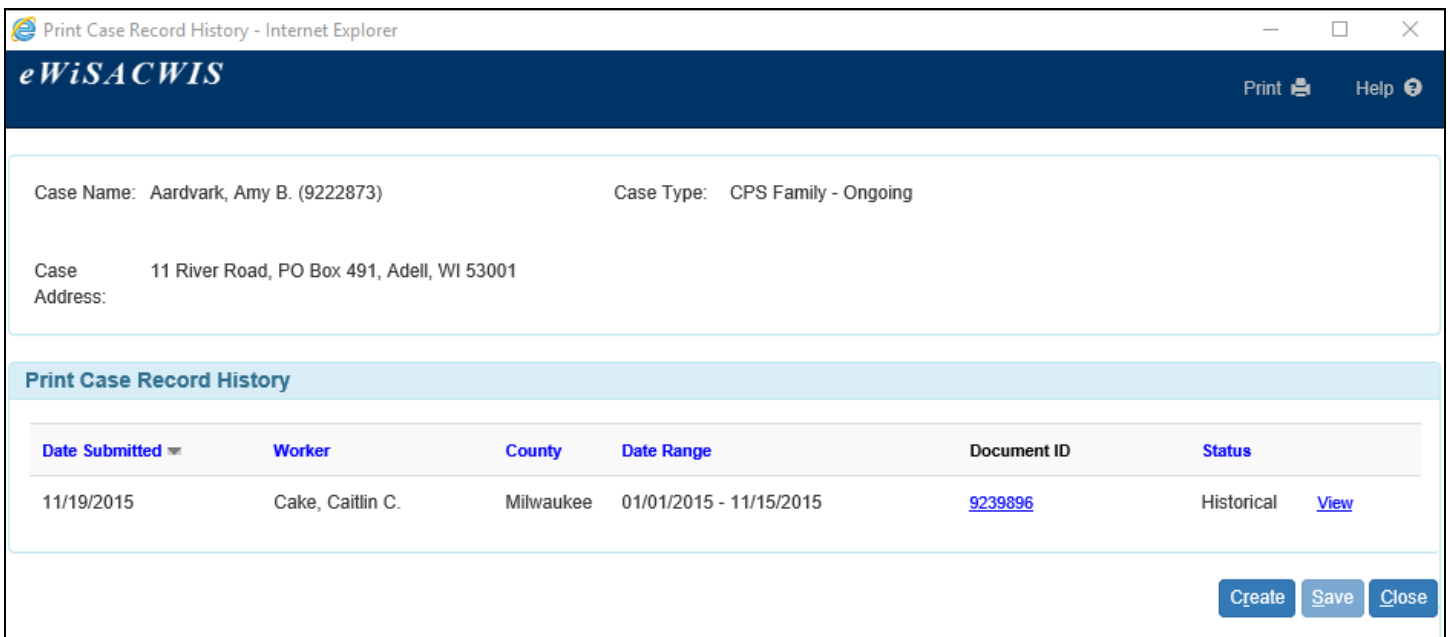 Print Case Record History - Internet Explorer
eWiSACWIS
Print Help
Case Name: Aardvark, Amy B. (9222873) Case Type: CPS Family - Ongoing
Case Address: 11 River Road, PO Box 491, Adell, WI 53001
Print Case Record History
Date Submitted Worker County Date Range Document ID Status
11/19/2015 Cake, Caitlin C. Milwaukee 01/01/2015 - 11/15/2015 9239896 Historical View
Create Save Close